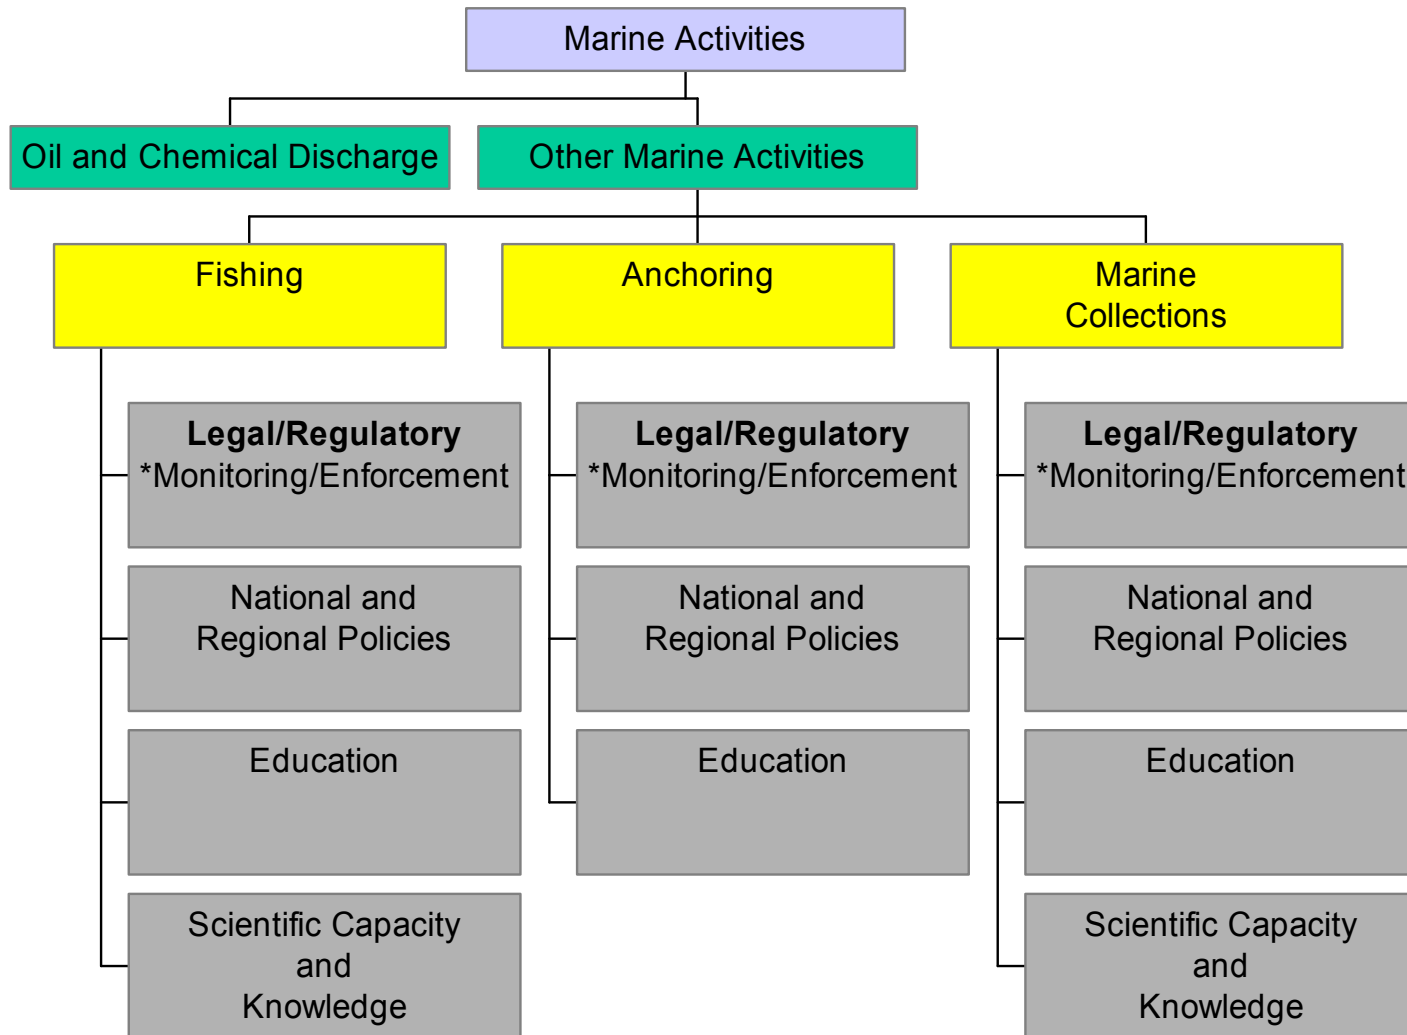 Marine Activities
Oil and Chemical Discharge
Other Marine Activities
Fishing
Anchoring
Marine
Collections
Legal/Regulatory
*Monitoring/Enforcement
National and
Regional Policies
Education
Scientific Capacity
and
Knowledge
Legal/Regulatory
*Monitoring/Enforcement
National and
Regional Policies
Education
Legal/Regulatory
*Monitoring/Enforcement
National and
Regional Policies
Education
Scientific Capacity
and
Knowledge